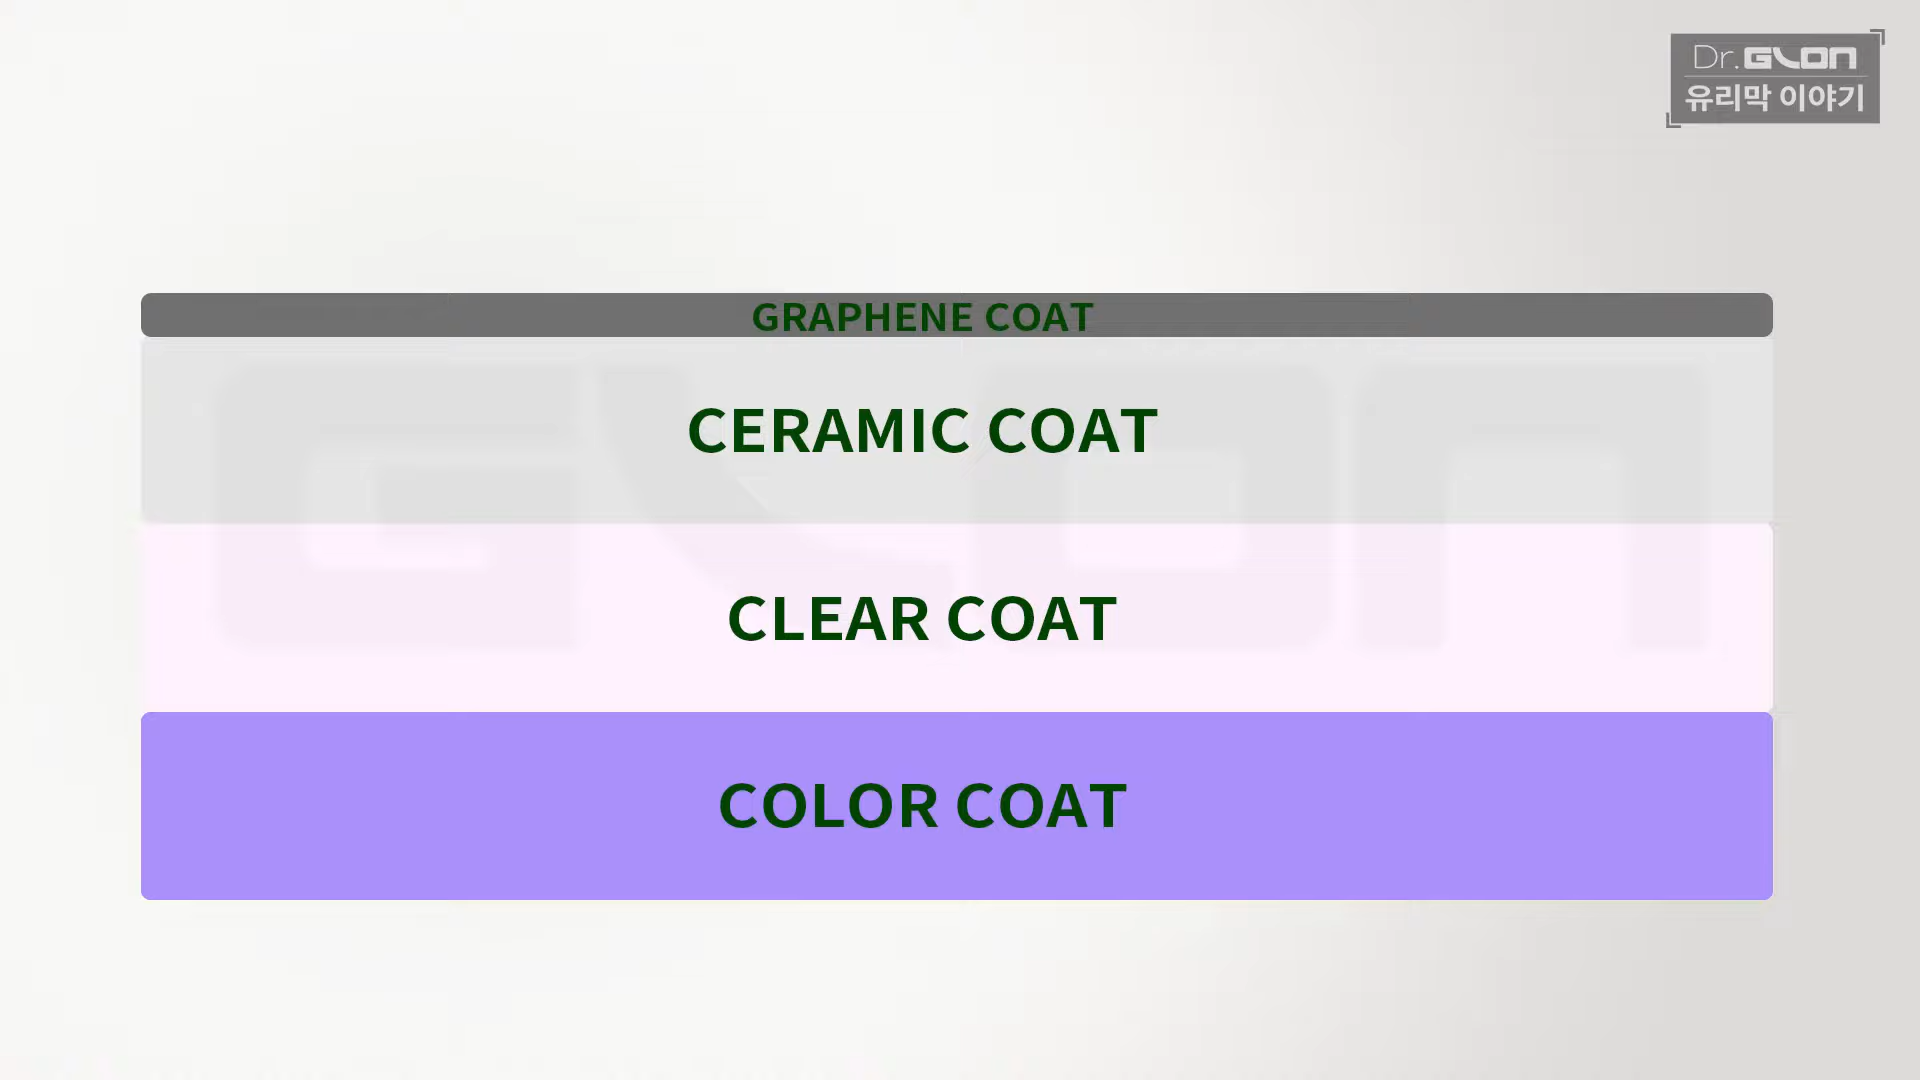 Dr. GLON
유리막 이야기
GRAPHENE COAT
CERAMIC COAT
CLEAR COAT
COLOR COAT